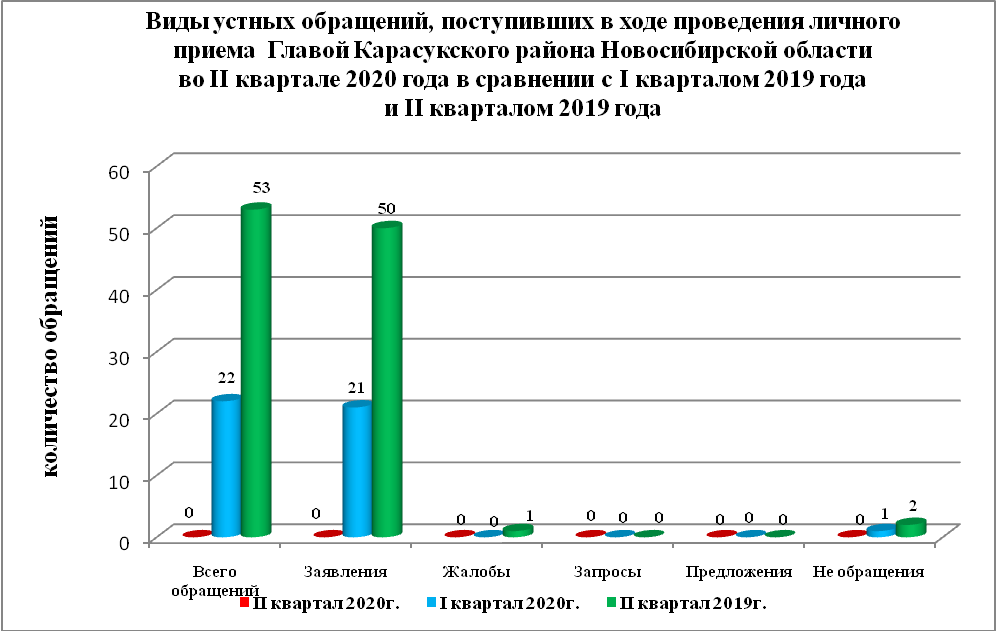 Виды устных обращений, поступивших в ходе проведения личного
приема Главой Карасукского района Новосибирской области
во II квартале 2020 года в сравнении с I кварталом 2019 года
и II кварталом 2019 года
количество обращений
60
50
40
30
20
10
0
0 22 53
0 21 50
0 0 1
0 0 0
0 0 0
0 1 2
Всего обращений
Заявления
Жалобы
Запросы
Предложения
Не обращения
II квартал 2020г.
I квартал 2020г.
II квартал 2019г.